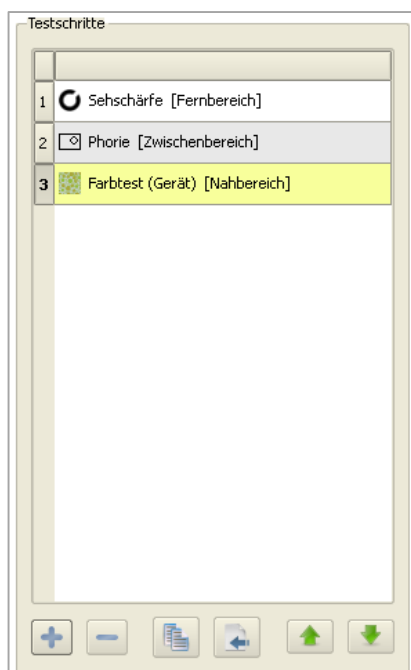 Testschritte
1 Sehschärfe [Fernbereich]
2 Phorie [Zwischenbereich]
3 Farbtest (Gerät) [Nahbereich]